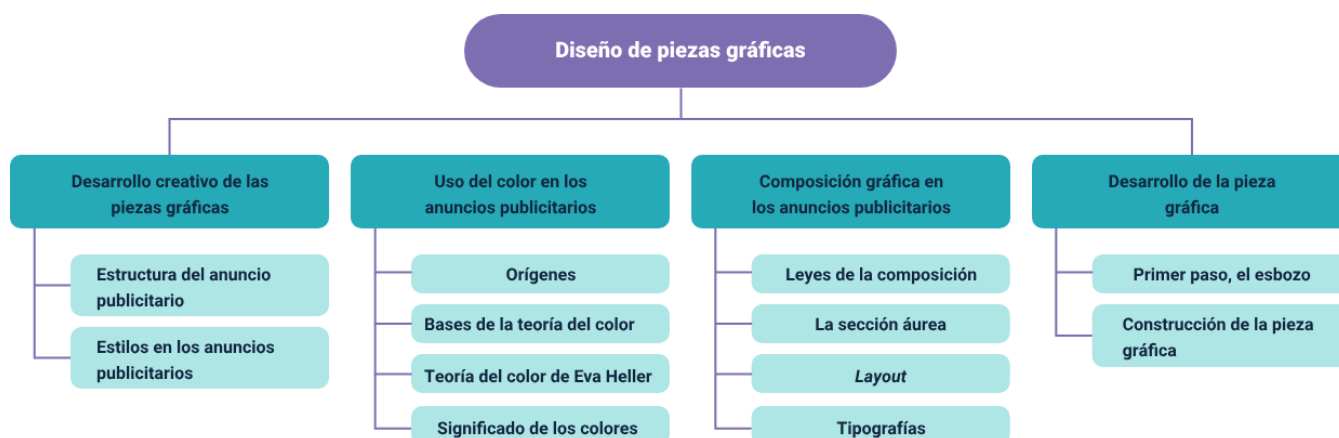 Diseño de piezas gráficas
Desarrollo creativo de las
piezas gráficas
Estructura del anuncio
publicitario
Estilos en los anuncios
publicitarios
Uso del color en los
anuncios publicitarios
Orígenes
Bases de la teoría del color
Teoría del color de Eva Heller
Significado de los colores
Composición gráfica en
los anuncios publicitarios
Leyes de la composición
La sección áurea
Layout
Tipografías
Desarrollo de la pieza
gráfica
Primer paso, el esbozo
Construcción de la pieza
gráfica